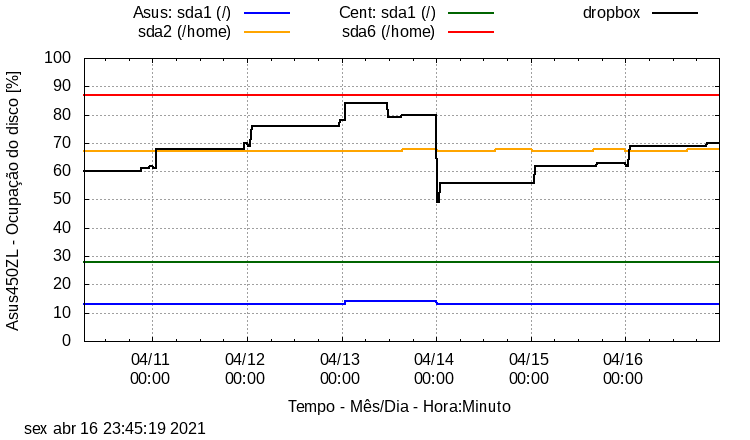 Asus: sda1 (/) Cent: sda1 (/) dropbox
sda2 (/home) sda6 (/home)
100
90
80
70
60
50
40
30
20
10
0
Asus450ZL - Ocupação do disco [%]
04/11 04/12 04/13 04/14 04/15 04/16
00:00 00:00 00:00 00:00 00:00 00:00
Tempo - Mês/Dia - Hora:Minuto
sex abr 16 23:45:19 2021